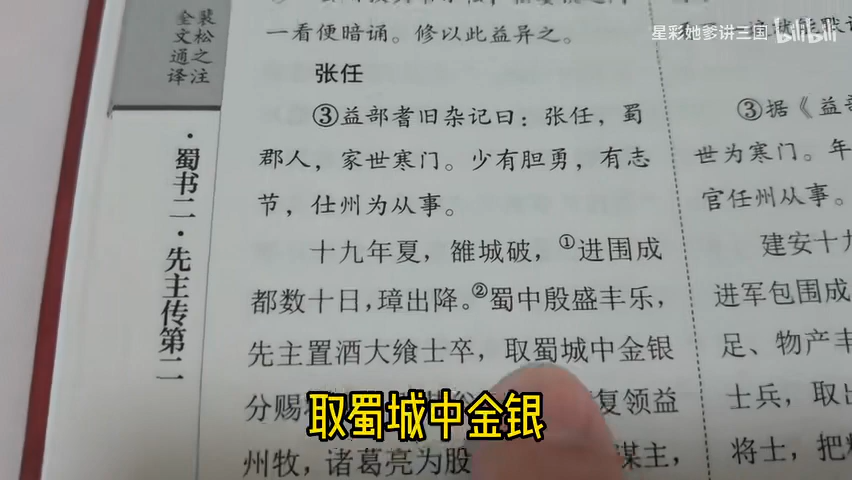 星彩她爹讲三国 bilibili
裴松之注
全文通译
·蜀书二·先主传第二
一看便暗诵。修以此益异之。
张任
③益部耆旧杂记曰：张任，蜀
郡人，家世寒门。少有胆勇，有志
节，仕州为从事。
十九年夏，雒城破，①进围成
都数十日，璋出降。②蜀中殷盛丰乐，
先主置酒大飨士卒，取蜀城中金银
分赐
复领益
州牧，诸葛亮为股
谋主，
③据《益部
世为寒门。年
官任州从事。
建安十九
进军包围成
足、物产丰
士兵，取出
将士，把
取蜀城中金银